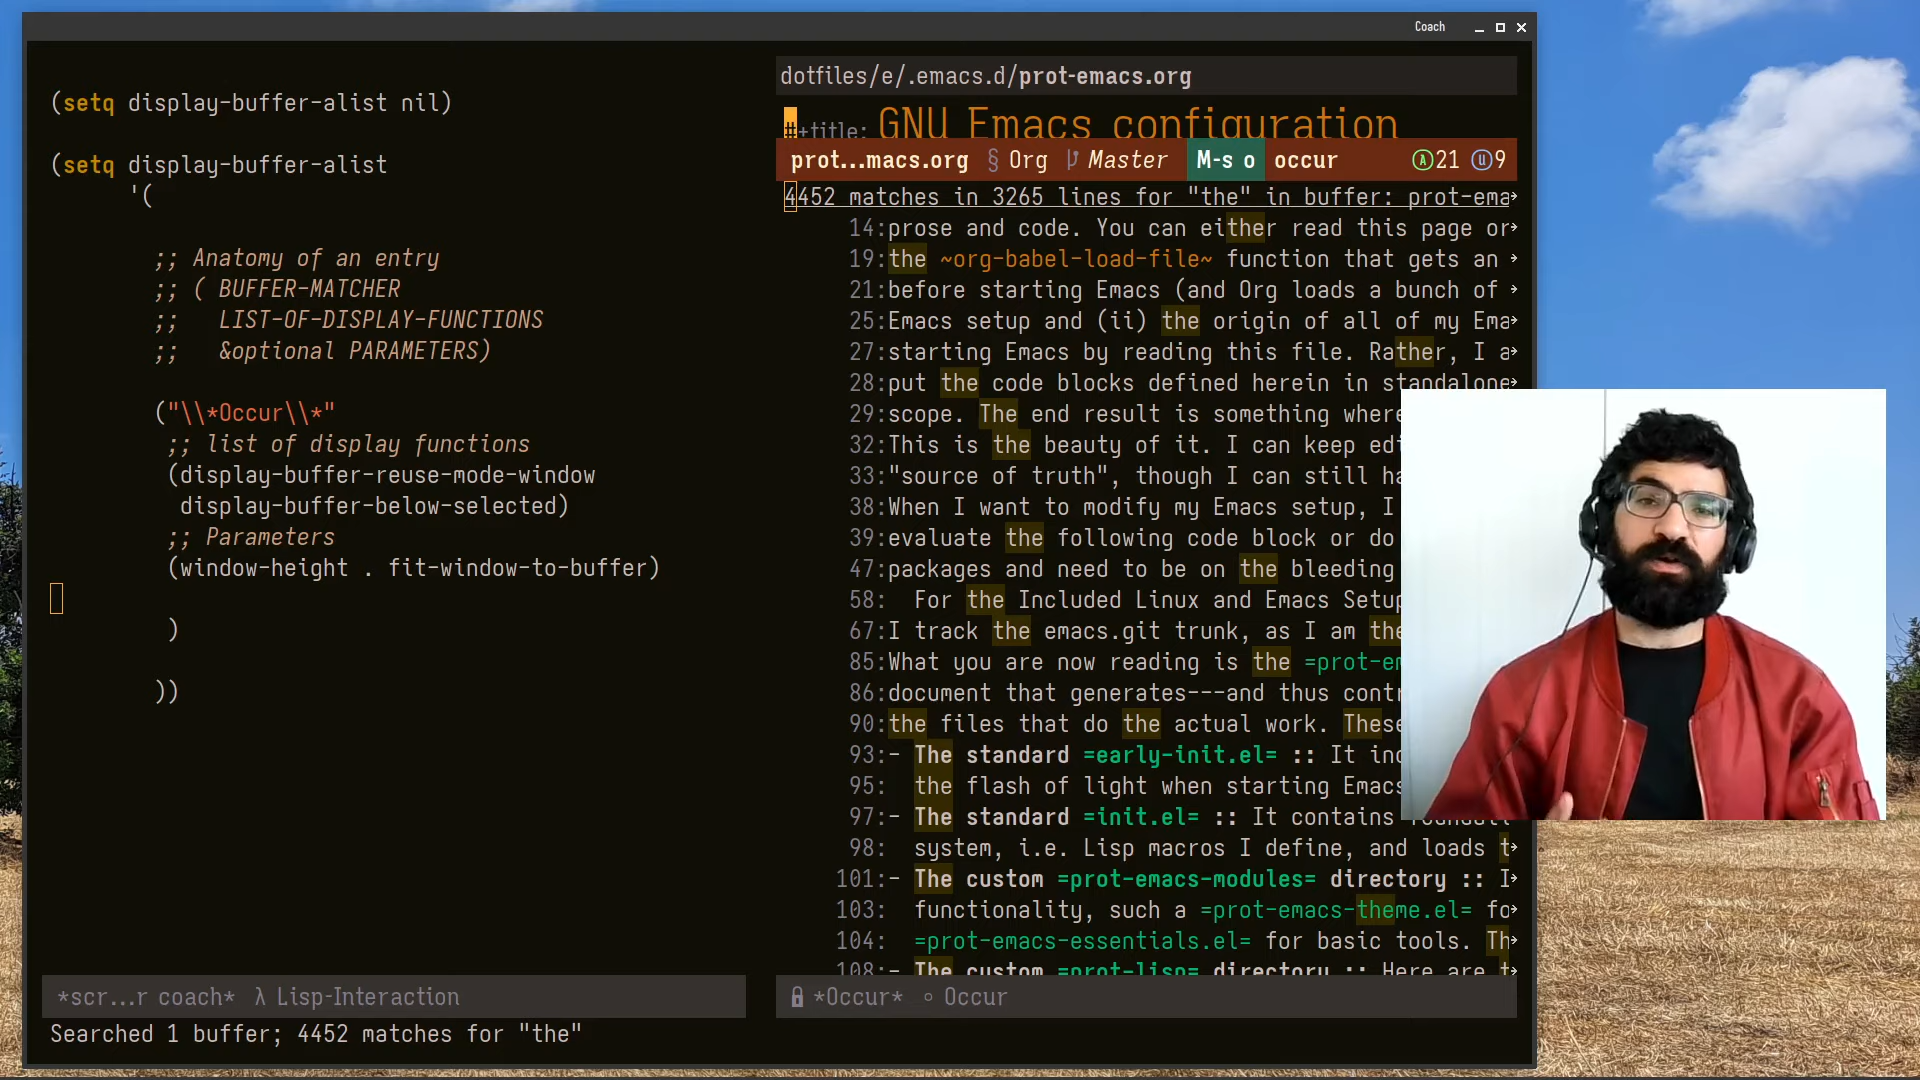 Coach
(setq display-buffer-alist nil)
(setq display-buffer-alist
'(
;; Anatomy of an entry
;; ( BUFFER-MATCHER
;;   LIST-OF-DISPLAY-FUNCTIONS
;;   &optional PARAMETERS)
("\\*Occur\\*"
;; list of display functions
(display-buffer-reuse-mode-window
display-buffer-below-selected)
;; Parameters
(window-height . fit-window-to-buffer)
)
))
*scr...r coach* λ Lisp-Interaction
Searched 1 buffer; 4452 matches for "the"
dotfiles/e/.emacs.d/prot-emacs.org
#+title: GNU Emacs configuration
prot...macs.org § Org Master M-s o occur A 21 U 9
4452 matches in 3265 lines for "the" in buffer: prot-ema
14:prose and code. You can either read this page or
19:the ~org-babel-load-file~ function that gets an
21:before starting Emacs (and Org loads a bunch of
25:Emacs setup and (ii) the origin of all of my Ema
27:starting Emacs by reading this file. Rather, I a
28:put the code blocks defined herein in standalone
29:scope. The end result is something where
32:This is the beauty of it. I can keep edi
33:"source of truth", though I can still ha
38:When I want to modify my Emacs setup, I
39:evaluate the following code block or do
47:packages and need to be on the bleeding
58:  For the Included Linux and Emacs Setup
67:I track the emacs.git trunk, as I am the
85:What you are now reading is the =prot-em
86:document that generates---and thus contr
90:the files that do the actual work. These
93:- The standard =early-init.el= :: It inc
95:  the flash of light when starting Emacs
97:- The standard =init.el= :: It contains
98:  system, i.e. Lisp macros I define, and loads t
101:- The custom =prot-emacs-modules= directory :: I
103:  functionality, such a =prot-emacs-theme.el= fo
104:  =prot-emacs-essentials.el= for basic tools. Th
108:- The custom =prot-lisp= directory :: Here are t
*Occur* ◦ Occur